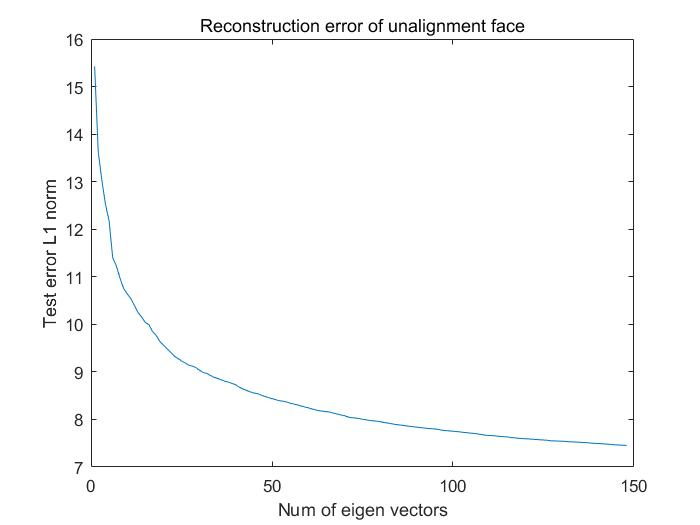 Reconstruction error of unalignment face
16
15
14
13
12
11
10
9
8
7
Test error L1 norm
0 50 100 150
Num of eigen vectors